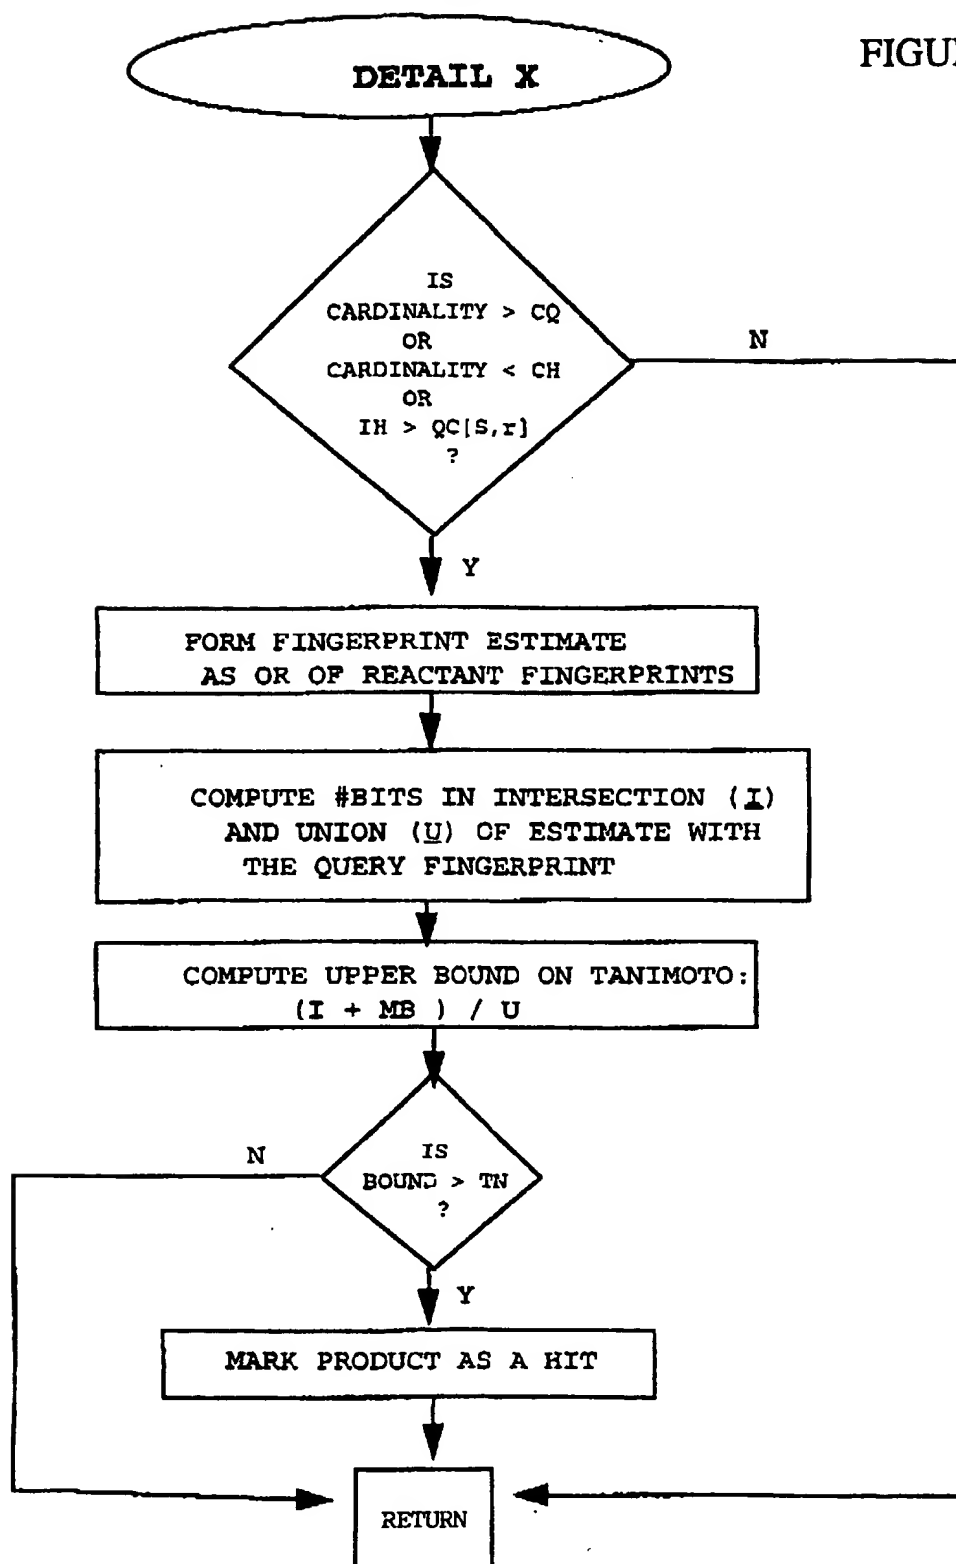 FIGU
DETAIL X
IS
CARDINALITY > CQ
OR
CARDINALITY < CH
OR
IH > QC[S,r]
?
N
Y
FORM FINGERPRINT ESTIMATE
AS OR OF REACTANT FINGERPRINTS
COMPUTE #BITS IN INTERSECTION (I)
AND UNION (U) OF ESTIMATE WITH
THE QUERY FINGERPRINT
COMPUTE UPPER BOUND ON TANIMOTO:
(I + MB ) / U
N
IS
BOUND > TN
?
Y
MARK PRODUCT AS A HIT
RETURN